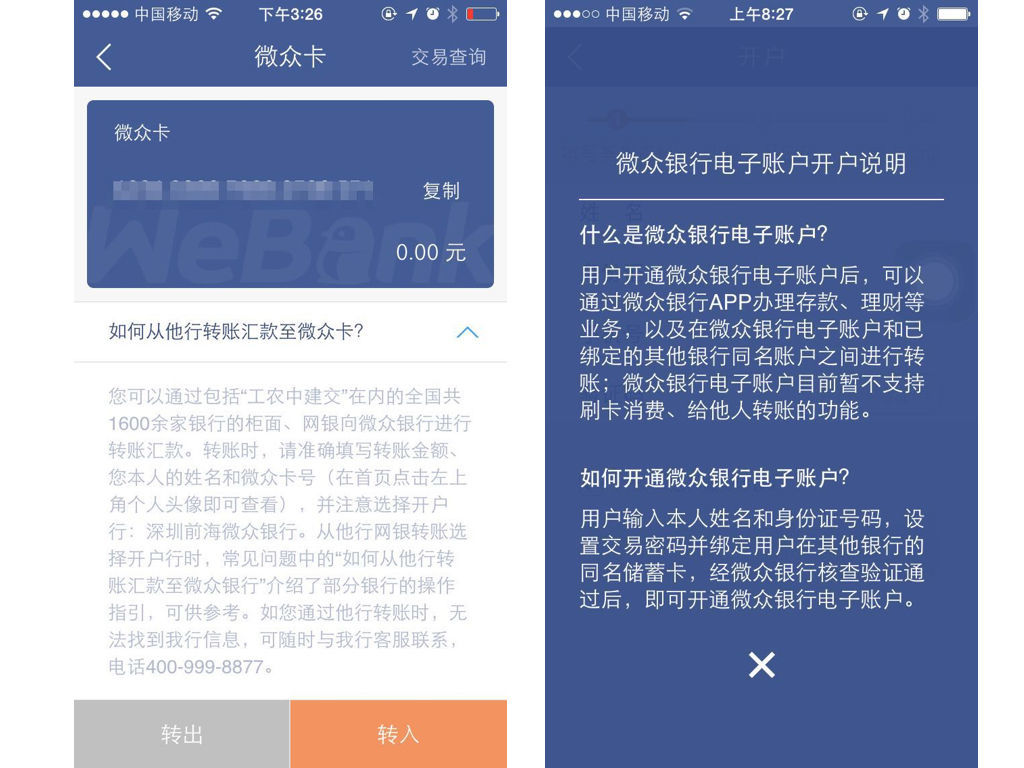 中国移动
下午3:26
微众卡
交易查询
微众卡
复制
WeBank
0.00 元
如何从他行转账汇款至微众卡？
您可以通过包括“工农中建交”在内的全国共
1600余家银行的柜面、网银向微众银行进行
转账汇款。转账时，请准确填写转账金额、
您本人的姓名和微众卡号（在首页点击左上
角个人头像即可查看），并注意选择开户
行：深圳前海微众银行。从他行网银转账选
择开户行时，常见问题中的“如何从他行转
账汇款至微众银行”介绍了部分银行的操作
指引，可供参考。如您通过他行转账时，无
法找到我行信息，可随时与我行客服联系，
电话400-999-8877。
转出
转入
中国移动
上午8:27
开户
微众银行电子账户开户说明
姓 名
什么是微众银行电子账户？
用户开通微众银行电子账户后，可以
通过微众银行APP办理存款、理财等
业务，以及在微众银行电子账户和已
绑定的其他银行同名账户之间进行转
账；微众银行电子账户目前暂不支持
刷卡消费、给他人转账的功能。
如何开通微众银行电子账户？
用户输入本人姓名和身份证号码，设
置交易密码并绑定用户在其他银行的
同名储蓄卡，经微众银行核查验证通
过后，即可开通微众银行电子账户。